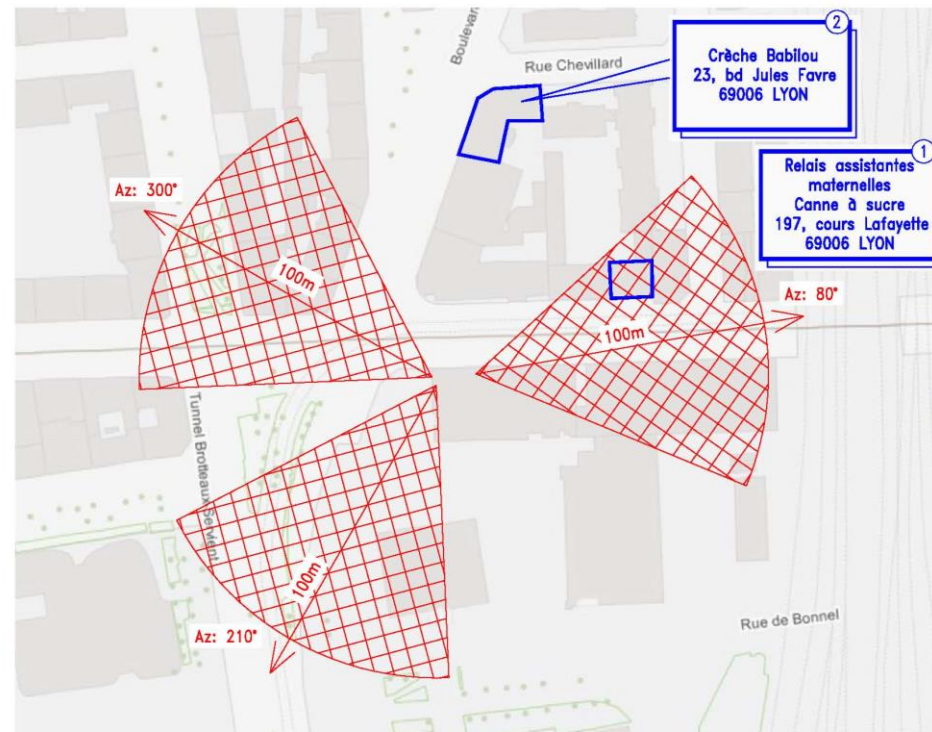 Boulevar
Rue Chevillard
2
Crèche Babilou
23, bd Jules Favre
69006 LYON
1
Relais assistantes
maternelles
Canne à sucre
197, cours Lafayette
69006 LYON
Az: 300°
100m
Az: 80°
100m
Tunnel Brotteaux-Servient
100m
Az: 210°
Rue de Bonnel